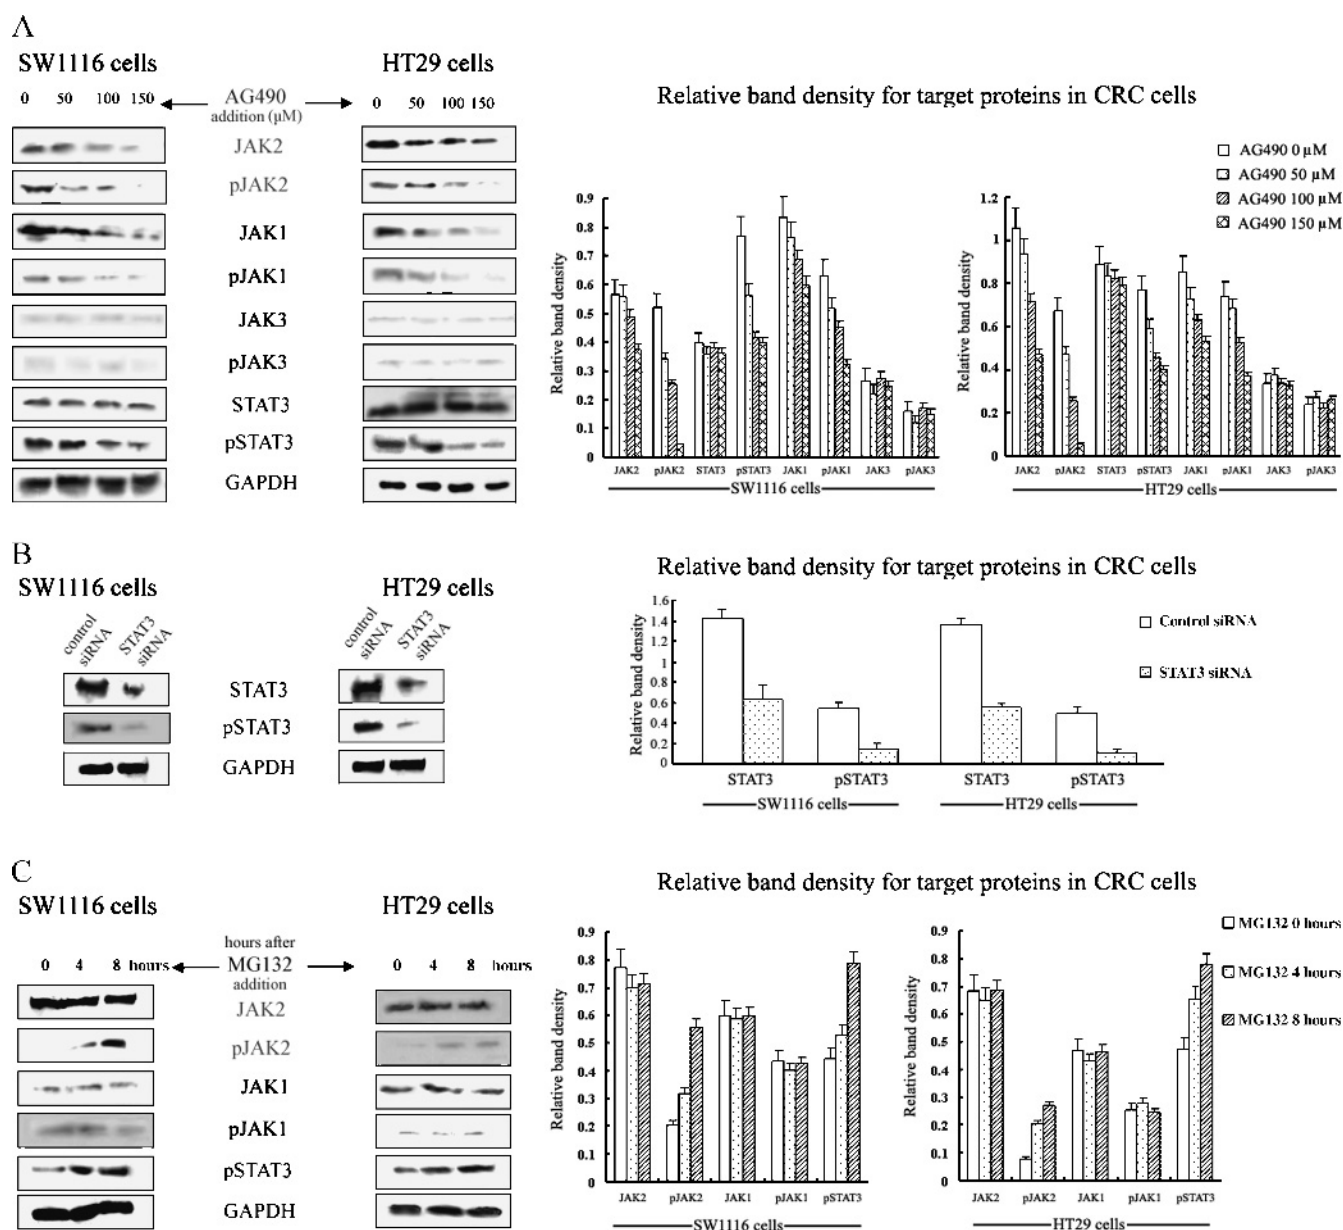 A
SW1116 cells
HT29 cells
0 50 100 150
AG490
addition (μM)
0 50 100 150
JAK2
pJAK2
JAK1
pJAK1
JAK3
pJAK3
STAT3
pSTAT3
GAPDH
Relative band density for target proteins in CRC cells
AG490 0 μM
AG490 50 μM
AG490 100 μM
AG490 150 μM
Relative band density
0.9
0.8
0.7
0.6
0.5
0.4
0.3
0.2
0.1
0
JAK2 pJAK2 STAT3 pSTAT3 JAK1 pJAK1 JAK3 pJAK3
SW1116 cells
Relative band density
1.2
1
0.8
0.6
0.4
0.2
0
JAK2 pJAK2 STAT3 pSTAT3 JAK1 pJAK1 JAK3 pJAK3
HT29 cells
B
SW1116 cells
HT29 cells
control siRNA
STAT3 siRNA
control siRNA
STAT3 siRNA
STAT3
pSTAT3
GAPDH
Relative band density for target proteins in CRC cells
Relative band density
1.6
1.4
1.2
1
0.8
0.6
0.4
0.2
0
STAT3 pSTAT3 STAT3 pSTAT3
SW1116 cells HT29 cells
Control siRNA
STAT3 siRNA
C
SW1116 cells
HT29 cells
0 4 8 hours
hours after
MG132
addition
0 4 8 hours
JAK2
pJAK2
JAK1
pJAK1
pSTAT3
GAPDH
Relative band density for target proteins in CRC cells
Relative band density
0.9
0.8
0.7
0.6
0.5
0.4
0.3
0.2
0.1
0
JAK2 pJAK2 JAK1 pJAK1 pSTAT3
SW1116 cells
Relative band density
0.9
0.8
0.7
0.6
0.5
0.4
0.3
0.2
0.1
0
JAK2 pJAK2 JAK1 pJAK1 pSTAT3
HT29 cells
MG132 0 hours
MG132 4 hours
MG132 8 hours